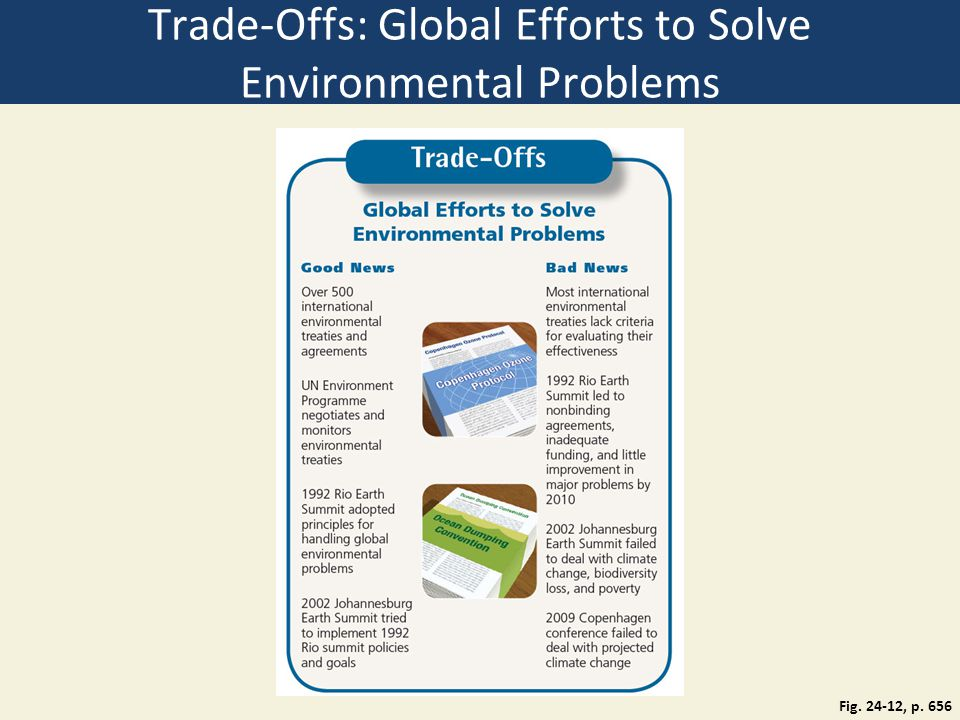 Trade-Offs: Global Efforts to Solve
Environmental Problems
Trade-Offs
Global Efforts to Solve
Environmental Problems
Good News
Over 500
international
environmental
treaties and
agreements
UN Environment
Programme
negotiates and
monitors
environmental
treaties
1992 Rio Earth
Summit adopted
principles for
handling global
environmental
problems
2002 Johannesburg
Earth Summit tried
to implement 1992
Rio summit policies
and goals
Copenhagen Ozone Protocol
Copenhagen Ozone
Protocol
Ocean Dumping Convention
Ocean Dumping
Convention
Bad News
Most international
environmental
treaties lack criteria
for evaluating their
effectiveness
1992 Rio Earth
Summit led to
nonbinding
agreements,
inadequate
funding, and little
improvement in
major problems by
2010
2002 Johannesburg
Earth Summit failed
to deal with climate
change, biodiversity
loss, and poverty
2009 Copenhagen
conference failed to
deal with projected
climate change
Fig. 24-12, p. 656